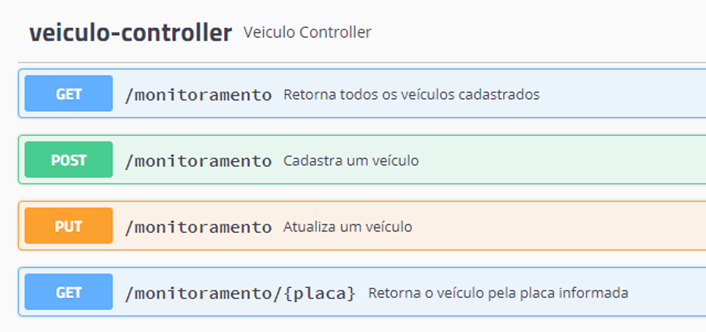 veiculo-controller Veiculo Controller
GET /monitoramento Retorna todos os veículos cadastrados
POST /monitoramento Cadastra um veículo
PUT /monitoramento Atualiza um veículo
GET /monitoramento/{placa} Retorna o veículo pela placa informada